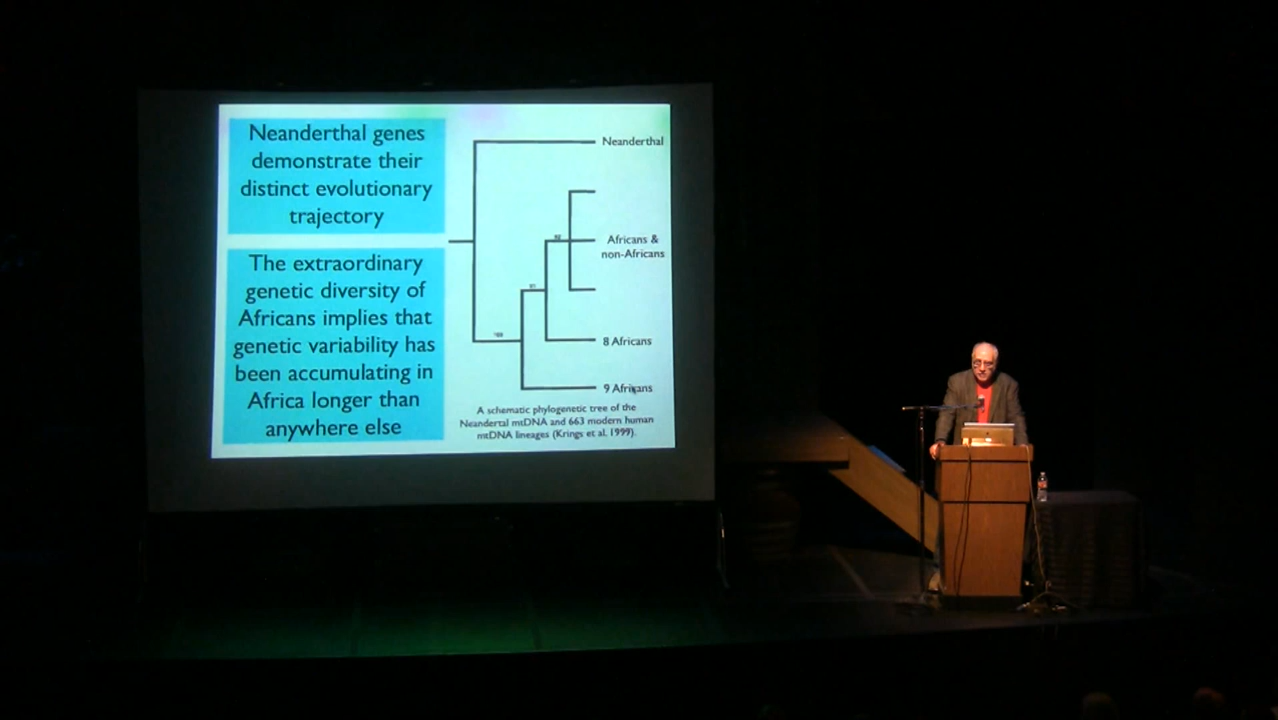 Neanderthal genes
demonstrate their
distinct evolutionary
trajectory
The extraordinary
genetic diversity of
Africans implies that
genetic variability has
been accumulating in
Africa longer than
anywhere else
Neanderthal
Africans &
non-Africans
8 Africans
9 Africans
A schematic phylogenetic tree of the
Neandertal mtDNA and 663 modern human
mtDNA lineages (Krings et al. 1999).